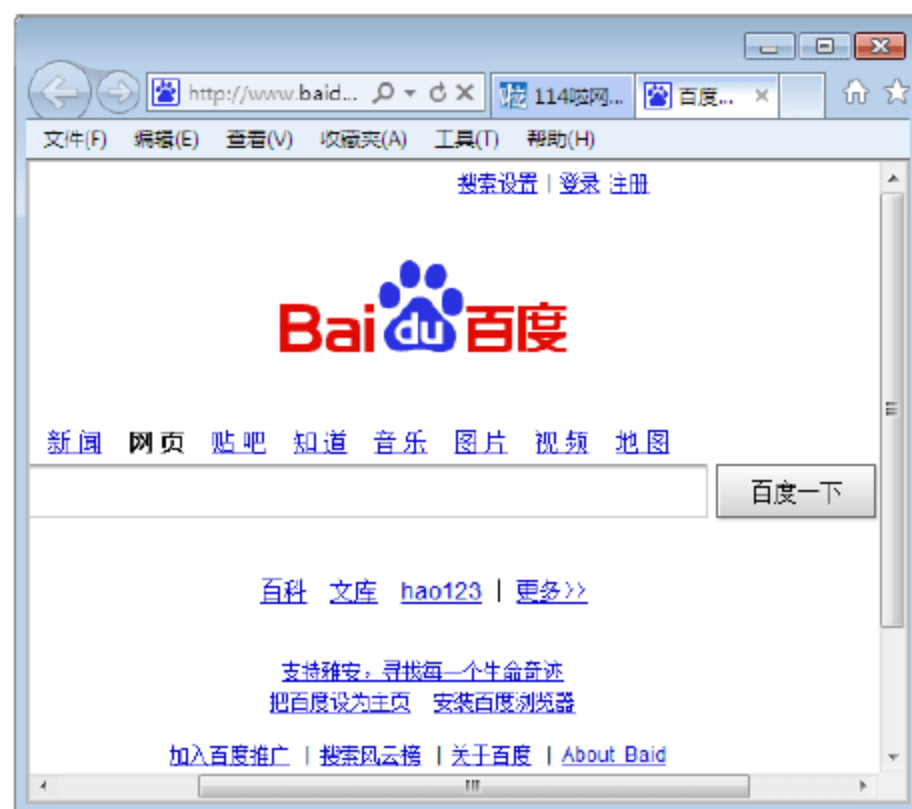 http://www.baid... 114啦网... 百度...
文件(F) 编辑(E) 查看(V) 收藏夹(A) 工具(T) 帮助(H)
搜索设置 | 登录 注册
Bai du 百度
新闻 网页 贴吧 知道 音乐 图片 视频 地图
百度一下
百科 文库 hao123 | 更多>>
支持雅安，寻找每一个生命奇迹
把百度设为主页 安装百度浏览器
加入百度推广 | 搜索风云榜 | 关于百度 | About Baid